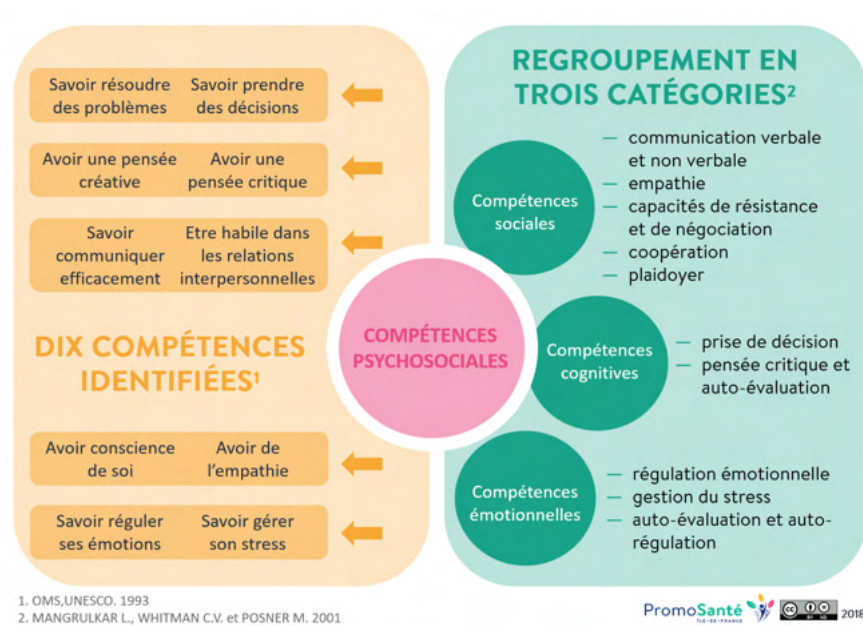 Savoir résoudre
des problèmes
Savoir prendre
des décisions
Avoir une pensée
créative
Avoir une
pensée critique
Savoir
communiquer
efficacement
Etre habile dans
les relations
interpersonnelles
DIX COMPÉTENCES
IDENTIFIÉES¹
Avoir conscience
de soi
Avoir de
l'empathie
Savoir réguler
ses émotions
Savoir gérer
son stress
COMPÉTENCES
PSYCHOSOCIALES
REGROUPEMENT EN
TROIS CATÉGORIES²
Compétences
sociales
— communication verbale
et non verbale
— empathie
— capacités de résistance
et de négociation
— coopération
— plaidoyer
Compétences
cognitives
— prise de décision
— pensée critique et
auto-évaluation
Compétences
émotionnelles
— régulation émotionnelle
— gestion du stress
— auto-évaluation et auto-
régulation
1. OMS,UNESCO. 1993
2. MANGRULKAR L., WHITMAN C.V. et POSNER M. 2001
PromoSanté
ÎLE-DE-FRANCE
cc
BY ND
2018